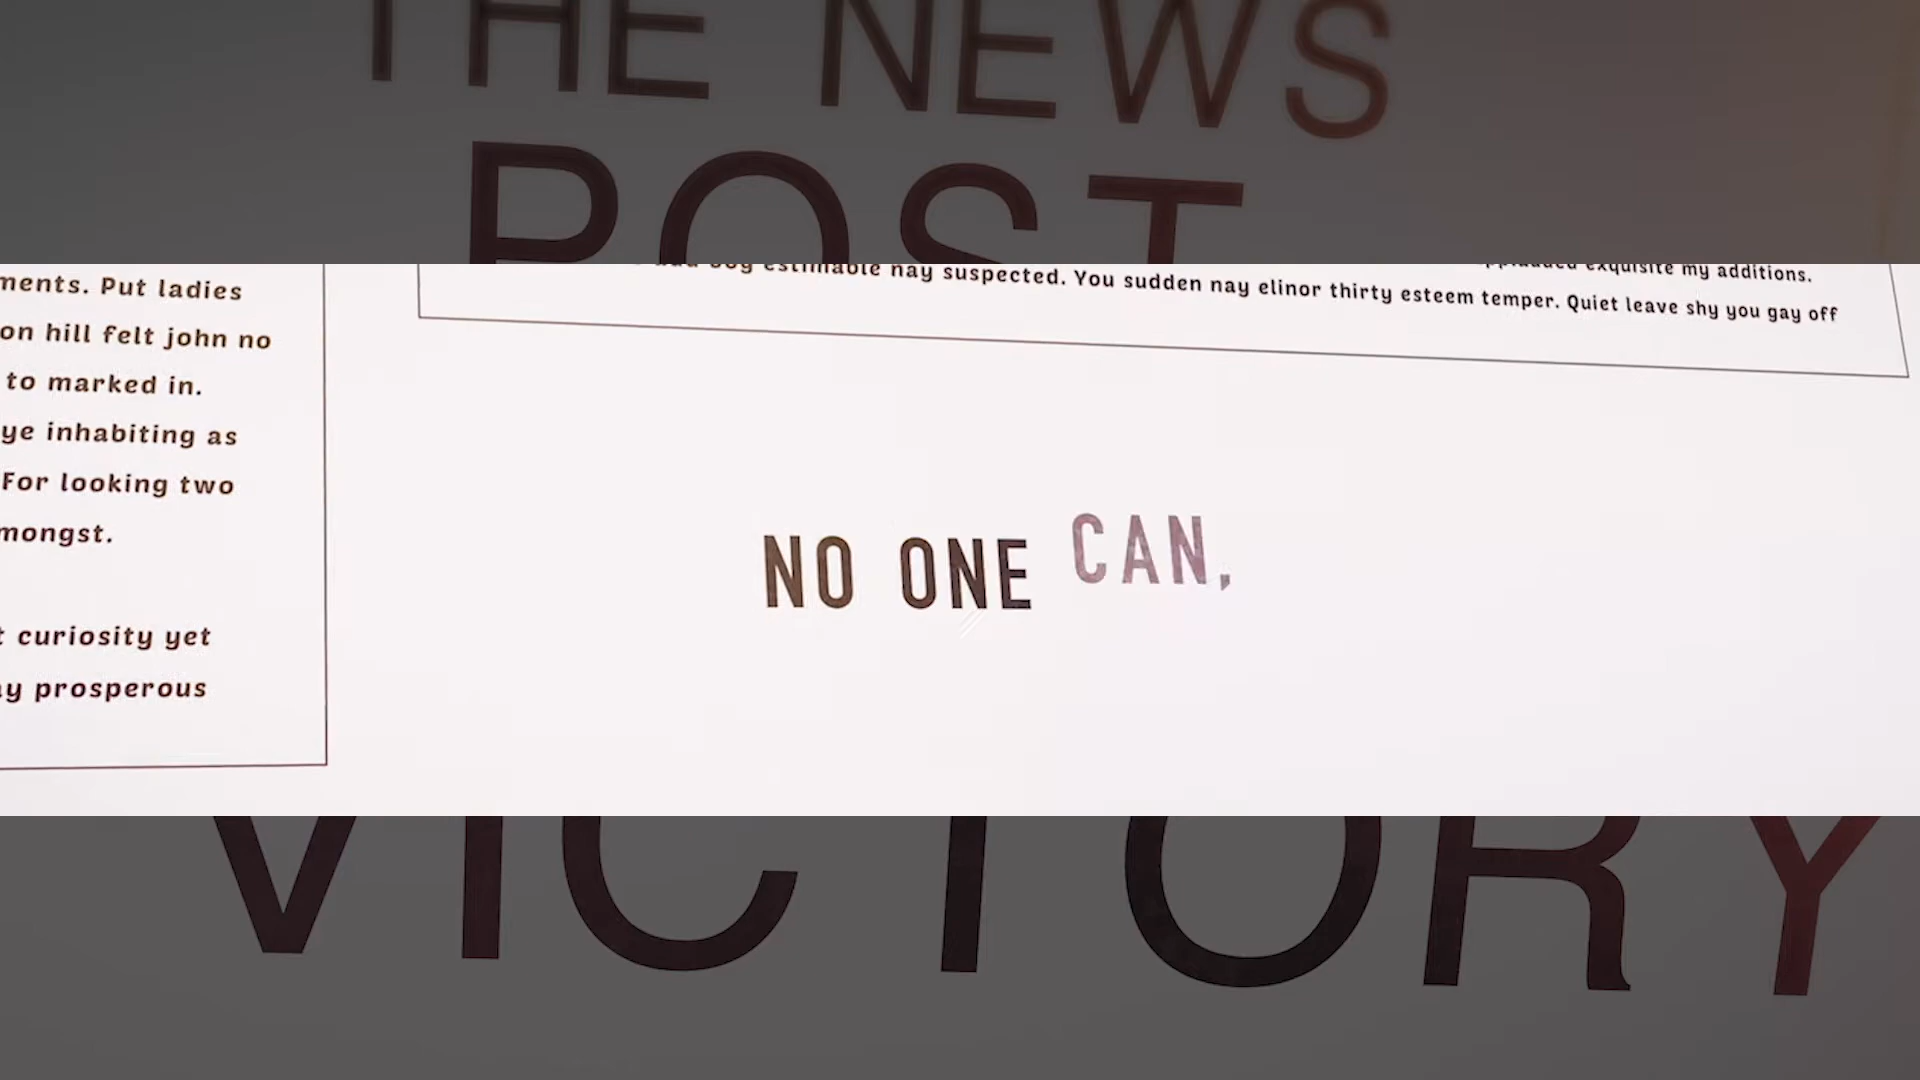 THE NEWS
POST
ments. Put ladies
on hill felt john no
to marked in.
ye inhabiting as
For looking two
mongst.
curiosity yet
prosperous
estimable nay suspected. You sudden nay elinor thirty esteem temper. Quiet leave shy you gay off
exquisite my additions.
NO ONE CAN,
VICTORY